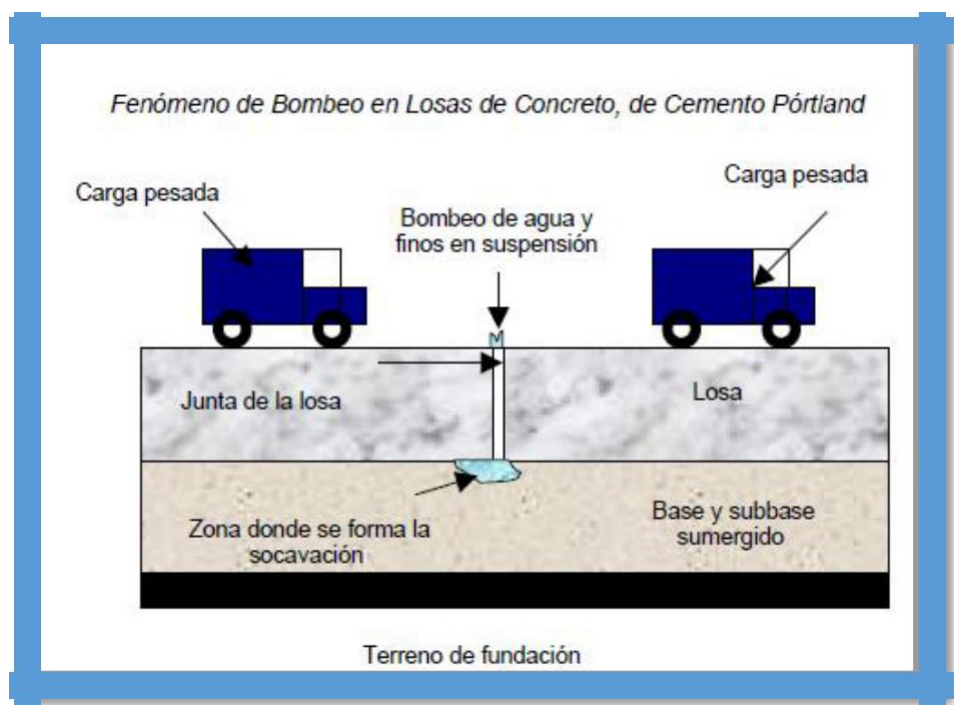 Fenómeno de Bombeo en Losas de Concreto, de Cemento Pórtland
Carga pesada
Carga pesada
Bombeo de agua y
finos en suspensión
Junta de la losa
Losa
Zona donde se forma la
socavación
Base y subbase
sumergido
Terreno de fundación